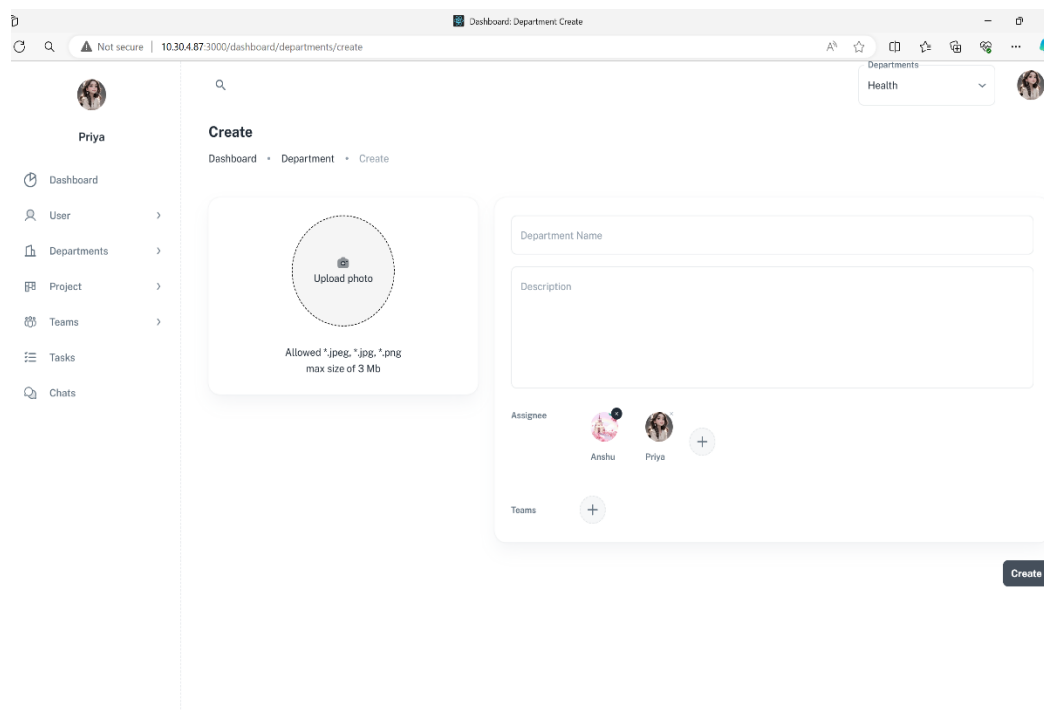 Dashboard: Department Create
Not secure | 10.30.4.87:3000/dashboard/departments/create
Departments
Health
Priya
Create
Dashboard • Department • Create
Dashboard
User
Departments
Project
Teams
Tasks
Chats
Upload photo
Allowed *.jpeg, *.jpg, *.png
max size of 3 Mb
Department Name
Description
Assignee
Anshu
Priya
Teams
Create